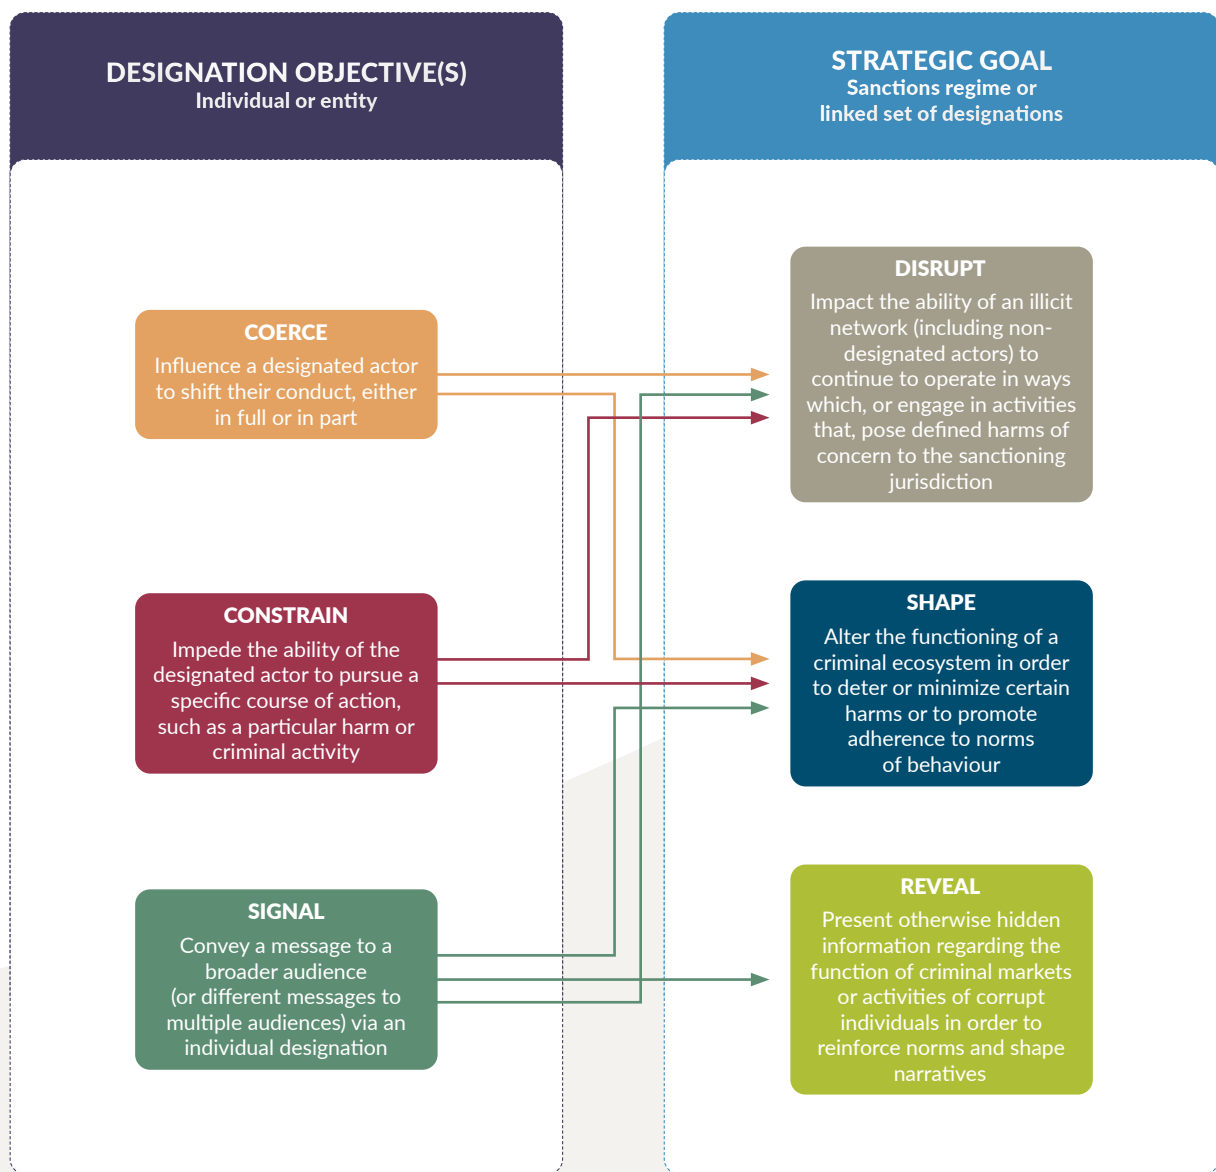 DESIGNATION OBJECTIVE(S)
Individual or entity
COERCE
Influence a designated actor
to shift their conduct, either
in full or in part
CONSTRAIN
Impede the ability of the
designated actor to pursue a
specific course of action,
such as a particular harm or
criminal activity
SIGNAL
Convey a message to a
broader audience
(or different messages to
multiple audiences) via an
individual designation
STRATEGIC GOAL
Sanctions regime or
linked set of designations
DISRUPT
Impact the ability of an illicit
network (including non-
designated actors) to
continue to operate in ways
which, or engage in activities
that, pose defined harms of
concern to the sanctioning
jurisdiction
SHAPE
Alter the functioning of a
criminal ecosystem in order
to deter or minimize certain
harms or to promote
adherence to norms
of behaviour
REVEAL
Present otherwise hidden
information regarding the
function of criminal markets
or activities of corrupt
individuals in order to
reinforce norms and shape
narratives